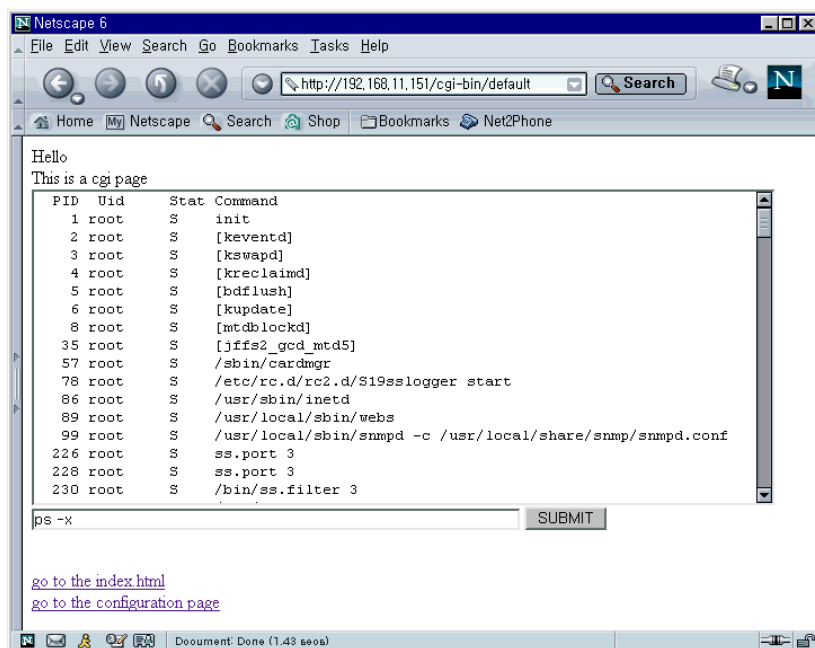 Netscape 6
File Edit View Search Go Bookmarks Tasks Help
http://192,168,11,151/cgi-bin/default Search N
Home My Netscape Search Shop Bookmarks Net2Phone
Hello
This is a cgi page
PID Uid Stat Command
1 root S init
2 root S [keventd]
3 root S [kswapd]
4 root S [kreclaimd]
5 root S [bdflush]
6 root S [kupdate]
8 root S [mtdblockd]
35 root S [jffs2_gcd_mtd5]
57 root S /sbin/cardmgr
78 root S /etc/rc.d/rc2.d/S19sslogger start
86 root S /usr/sbin/inetd
89 root S /usr/local/sbin/webs
99 root S /usr/local/sbin/snmpd -c /usr/local/share/snmp/snmpd.conf
226 root S ss.port 3
228 root S ss.port 3
230 root S /bin/ss.filter 3
ps -x SUBMIT
go to the index.html
go to the configuration page
Document: Done (1.43 secs)